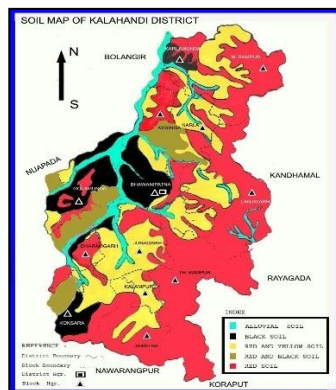 SOIL MAP OF KALAHANDI DISTRICT
N
S
BOLANGIR
KARLAMUNDA
M. RAMPUR
NARLA
KESINGA
NUAPADA
KANDHAMAL
BHAWANIPATNA
GOLAMUNDA
LANJIGARH
DHARAMGARH
JUNAGARH
RAYAGADA
TH. RAMPUR
KALAMPUR
KOKSARA
NAWARANGPUR
KORAPUT
INDEX
ALLUVIAL SOIL
BLACK SOIL
RED AND YELLOW SOIL
RED AND BLACK SOIL
RED SOIL
REFERENCE
District Boundary
Block Boundary
District Hqr.
Block Hqr.